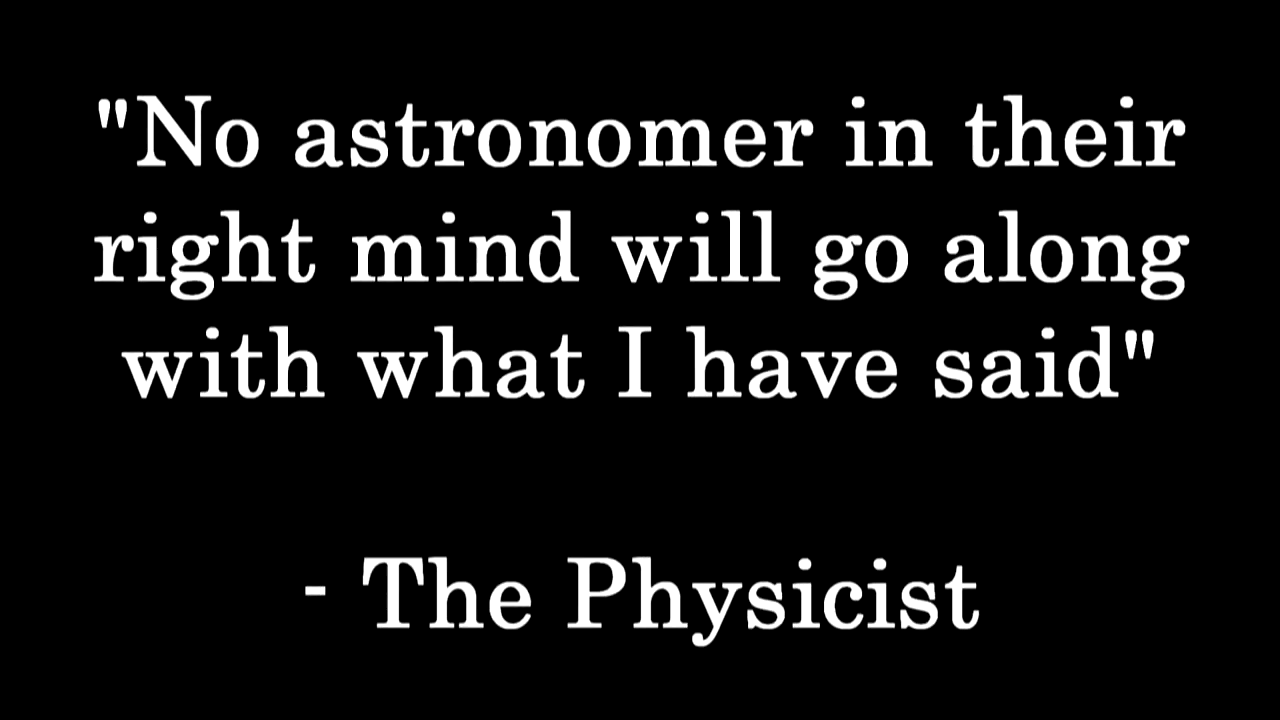 "No astronomer in their
right mind will go along
with what I have said"
- The Physicist